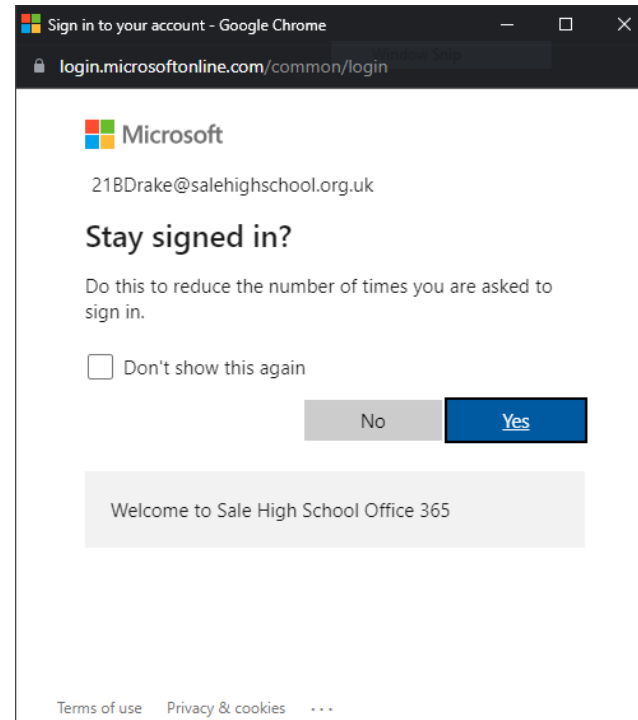 Sign in to your account - Google Chrome
Window Snip
login.microsoftonline.com/common/login
Microsoft
21BDrake@salehighschool.org.uk
Stay signed in?
Do this to reduce the number of times you are asked to
sign in.
Don't show this again
No Yes
Welcome to Sale High School Office 365
Terms of use Privacy & cookies ...